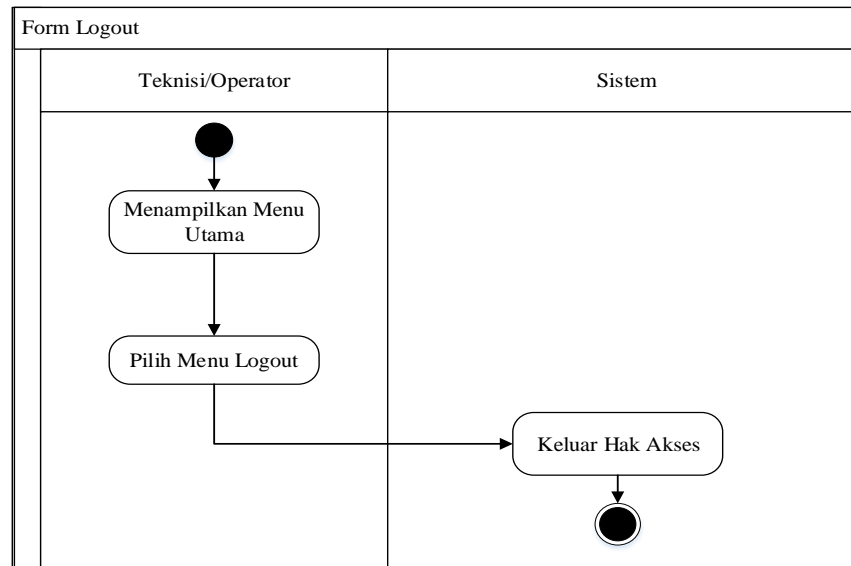 Form Logout
Teknisi/Operator
Sistem
Menampilkan Menu
Utama
Pilih Menu Logout
Keluar Hak Akses